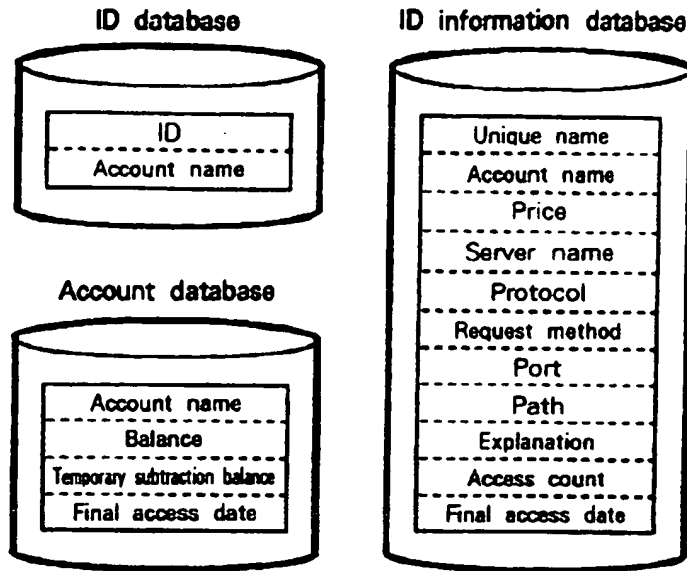 ID database
ID
Account name
Account database
Account name
Balance
Temporary subtraction balance
Final access date
ID information database
Unique name
Account name
Price
Server name
Protocol
Request method
Port
Path
Explanation
Access count
Final access date